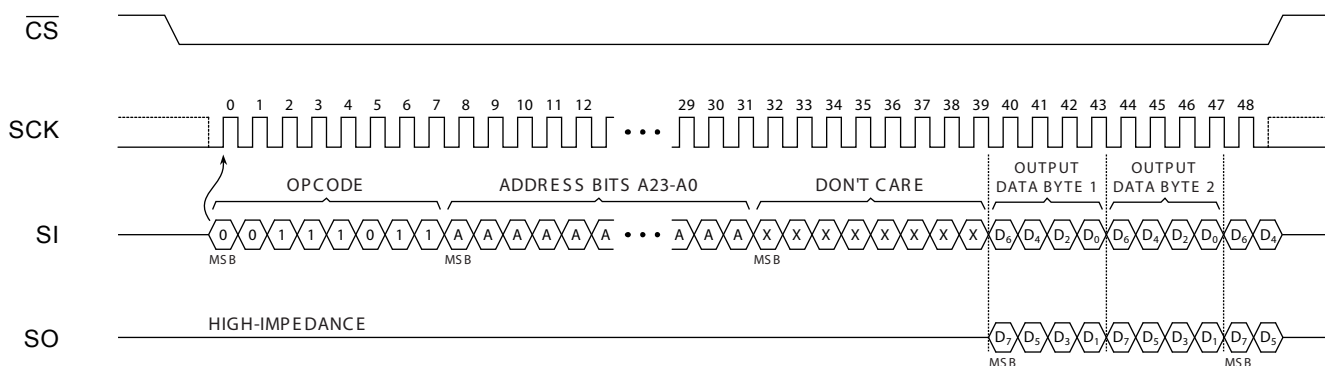 CS
SCK
0 1 2 3 4 5 6 7 8 9 10 11 12 29 30 31 32 33 34 35 36 37 38 39 40 41 42 43 44 45 46 47 48
OPCODE
ADDRESS BITS A23-A0
DON'T CARE
OUTPUT
DATA BYTE 1
OUTPUT
DATA BYTE 2
SI
0 0 1 1 1 0 1 1 A A A A A A A A A X X X X X X X X D6 D4 D2 D0 D6 D4 D2 D0 D6 D4
MSB MSB MSB
HIGH-IMPEDANCE
SO
D7 D5 D3 D1 D7 D5 D3 D1 D7 D5
MSB MSB